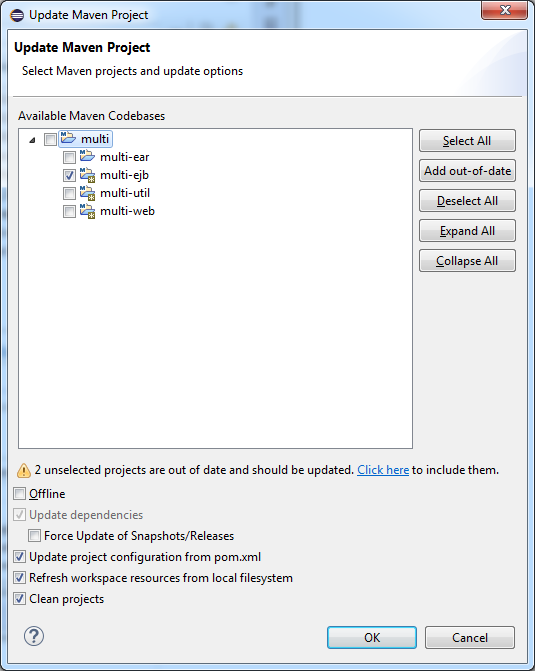 Update Maven Project
Update Maven Project
Select Maven projects and update options
Available Maven Codebases
multi
multi-ear
multi-ejb
multi-util
multi-web
Select All
Add out-of-date
Deselect All
Expand All
Collapse All
2 unselected projects are out of date and should be updated. Click here to include them.
Offline
Update dependencies
Force Update of Snapshots/Releases
Update project configuration from pom.xml
Refresh workspace resources from local filesystem
Clean projects
OK Cancel